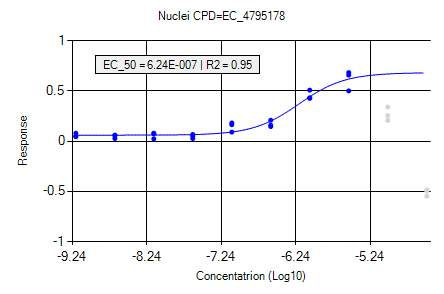 Nuclei CPD=EC_4795178
EC_50 = 6.24E-007 | R2 = 0.95
1
0.5
0
-0.5
-1
Response
-9.24 -8.24 -7.24 -6.24 -5.24
Concentatrion (Log10)